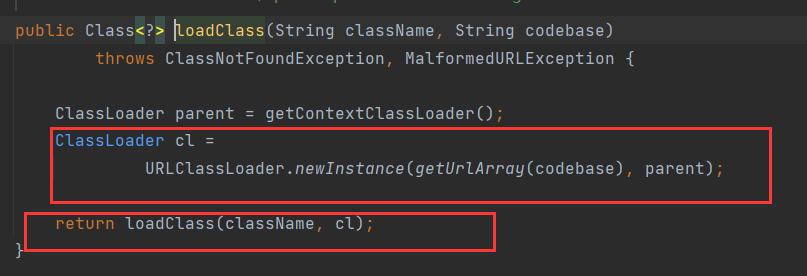 public Class<?> loadClass(String className, String codebase)
throws ClassNotFoundException, MalformedURLException {
ClassLoader parent = getContextClassLoader();
ClassLoader cl =
URLClassLoader.newInstance(getUrlArray(codebase), parent);
return loadClass(className, cl);
}